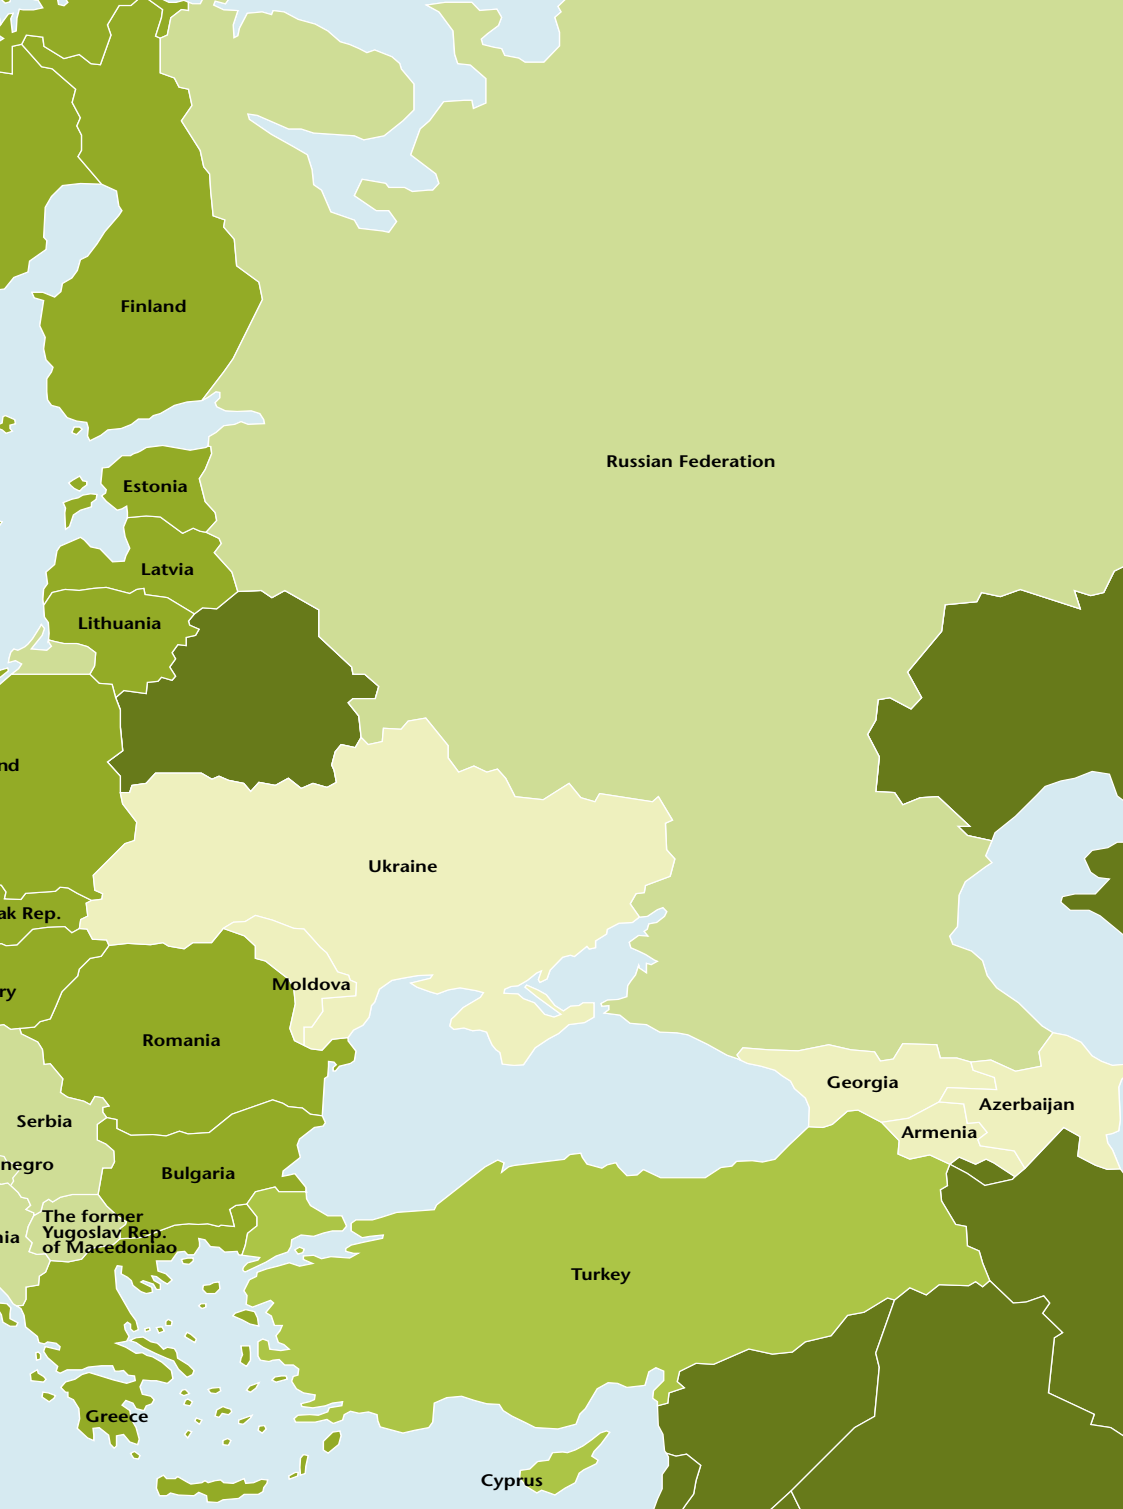 Finland
Russian Federation
Estonia
Latvia
Lithuania
nd
Ukraine
ak Rep.
Moldova
ry
Romania
Georgia
Azerbaijan
Serbia
Armenia
negro
Bulgaria
The former
Yugoslav Rep.
of Macedoniao
nia
Turkey
Greece
Cyprus